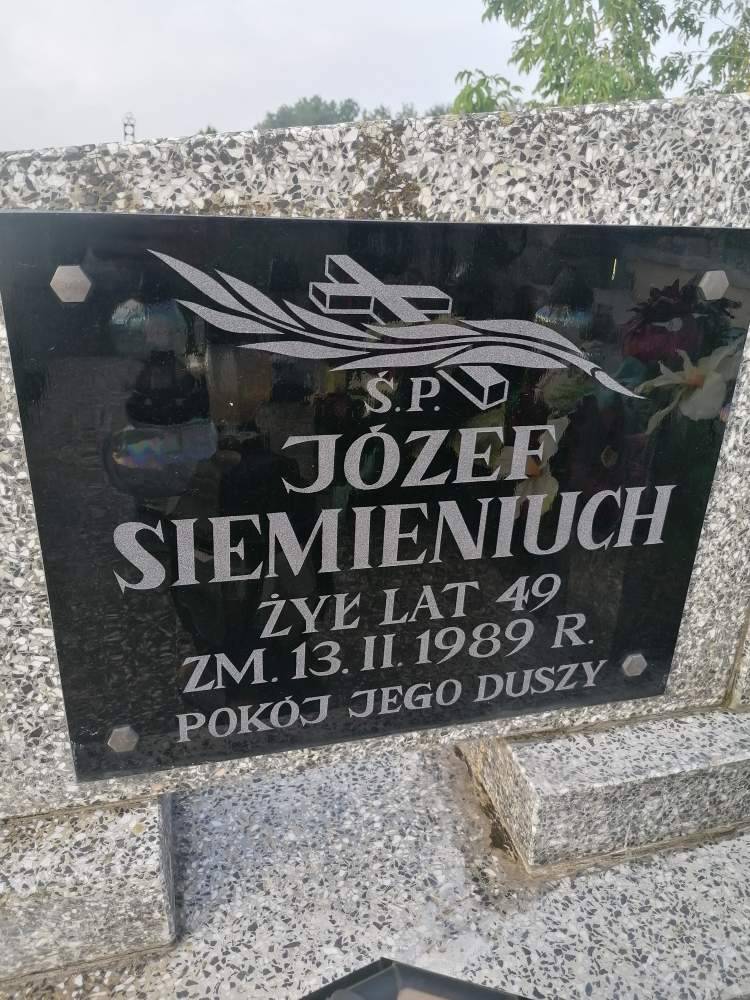 Ś.P.
JÓZEF
SIEMIENIUCH
ŻYŁ LAT 49
ZM. 13. II. 1989 R.
POKÓJ JEGO DUSZY